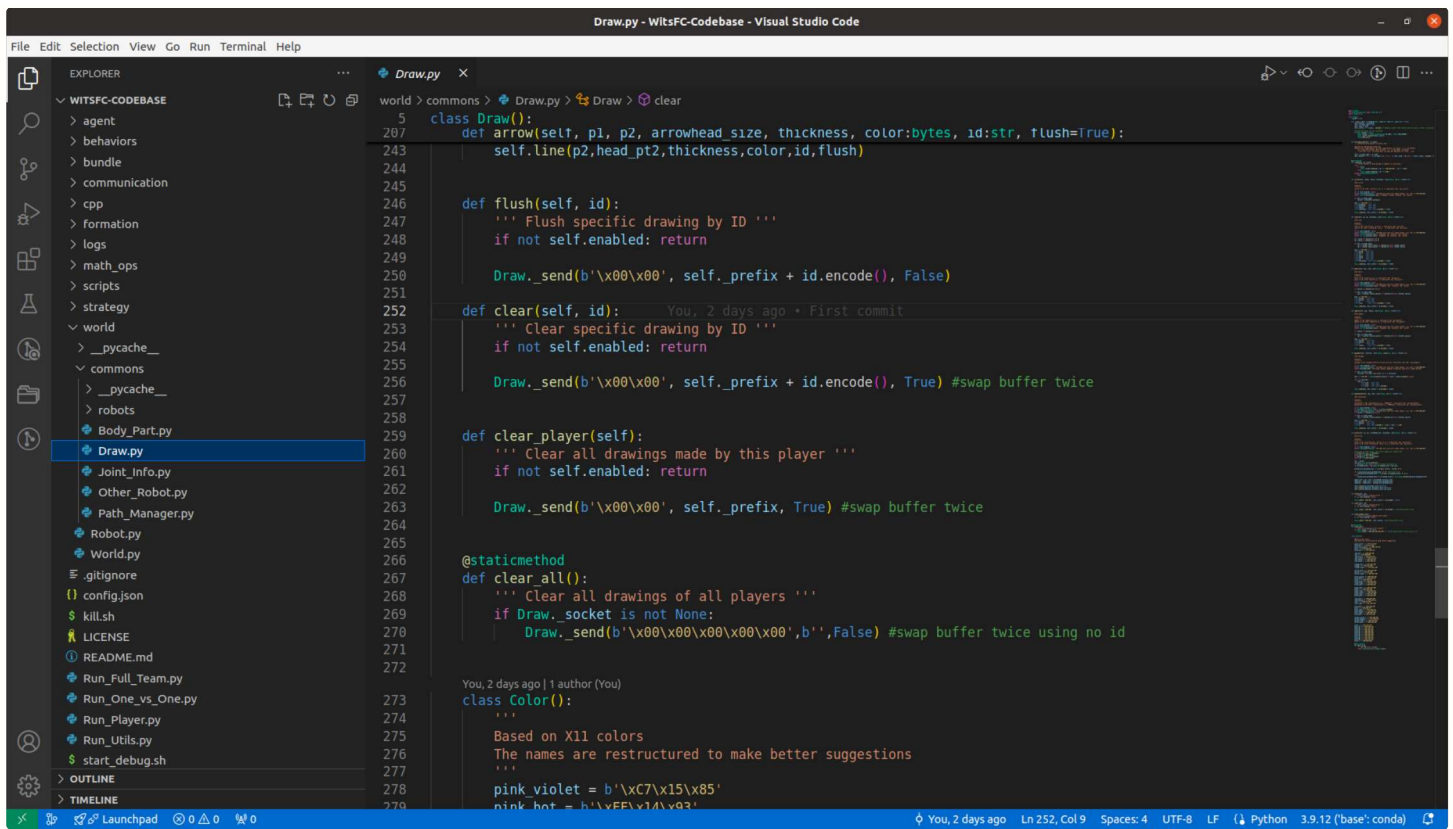 Draw.py - WitsFC-Codebase - Visual Studio Code
File Edit Selection View Go Run Terminal Help
EXPLORER
WITSFC-CODEBASE
agent
behaviors
bundle
communication
cpp
formation
logs
math_ops
scripts
strategy
world
__pycache__
commons
__pycache__
robots
Body_Part.py
Draw.py
Joint_Info.py
Other_Robot.py
Path_Manager.py
Robot.py
World.py
.gitignore
config.json
kill.sh
LICENSE
README.md
Run_Full_Team.py
Run_One_vs_One.py
Run_Player.py
Run_Utils.py
start_debug.sh
OUTLINE
TIMELINE
Draw.py
world > commons > Draw.py > Draw > clear
5 class Draw():
207 def arrow(self, p1, p2, arrowhead_size, thickness, color:bytes, id:str, flush=True):
243 self.line(p2,head_pt2,thickness,color,id,flush)
244
245
246 def flush(self, id):
247 ''' Flush specific drawing by ID '''
248 if not self.enabled: return
249
250 Draw._send(b'\x00\x00', self._prefix + id.encode(), False)
251
252 def clear(self, id): You, 2 days ago • First commit
253 ''' Clear specific drawing by ID '''
254 if not self.enabled: return
255
256 Draw._send(b'\x00\x00', self._prefix + id.encode(), True) #swap buffer twice
257
258
259 def clear_player(self):
260 ''' Clear all drawings made by this player '''
261 if not self.enabled: return
262
263 Draw._send(b'\x00\x00', self._prefix, True) #swap buffer twice
264
265
266 @staticmethod
267 def clear_all():
268 ''' Clear all drawings of all players '''
269 if Draw._socket is not None:
270 Draw._send(b'\x00\x00\x00\x00\x00',b'',False) #swap buffer twice using no id
271
272
You, 2 days ago | 1 author (You)
273 class Color():
274 '''
275 Based on X11 colors
276 The names are restructured to make better suggestions
277 '''
278 pink_violet = b'\xC7\x15\x85'
279 pink_hot = b'\xFF\x14\x93'
Launchpad 0 0 0
You, 2 days ago Ln 252, Col 9 Spaces: 4 UTF-8 LF Python 3.9.12 ('base': conda)